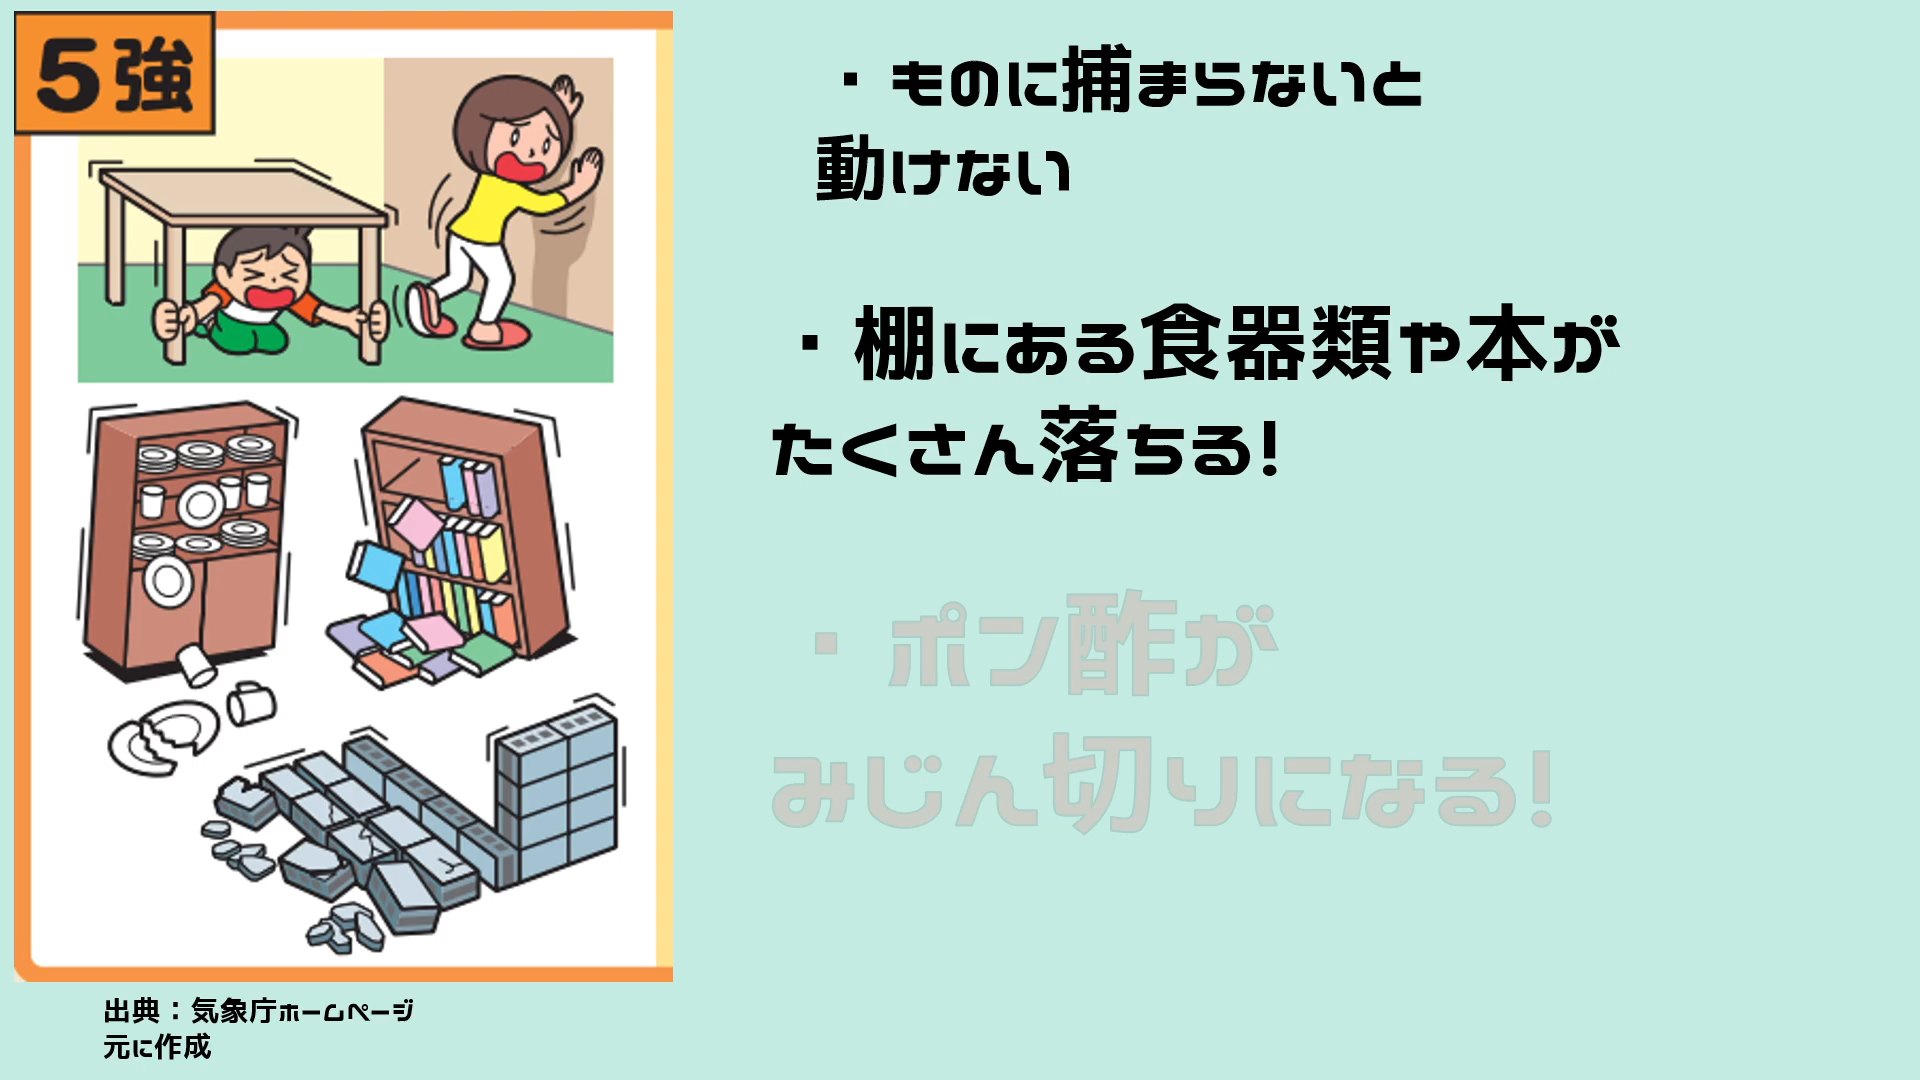 5強
・ものに捕まらないと
動けない
・棚にある食器類や本が
たくさん落ちる!
・ポン酢が
みじん切りになる!
出典：気象庁ホームページ
元に作成